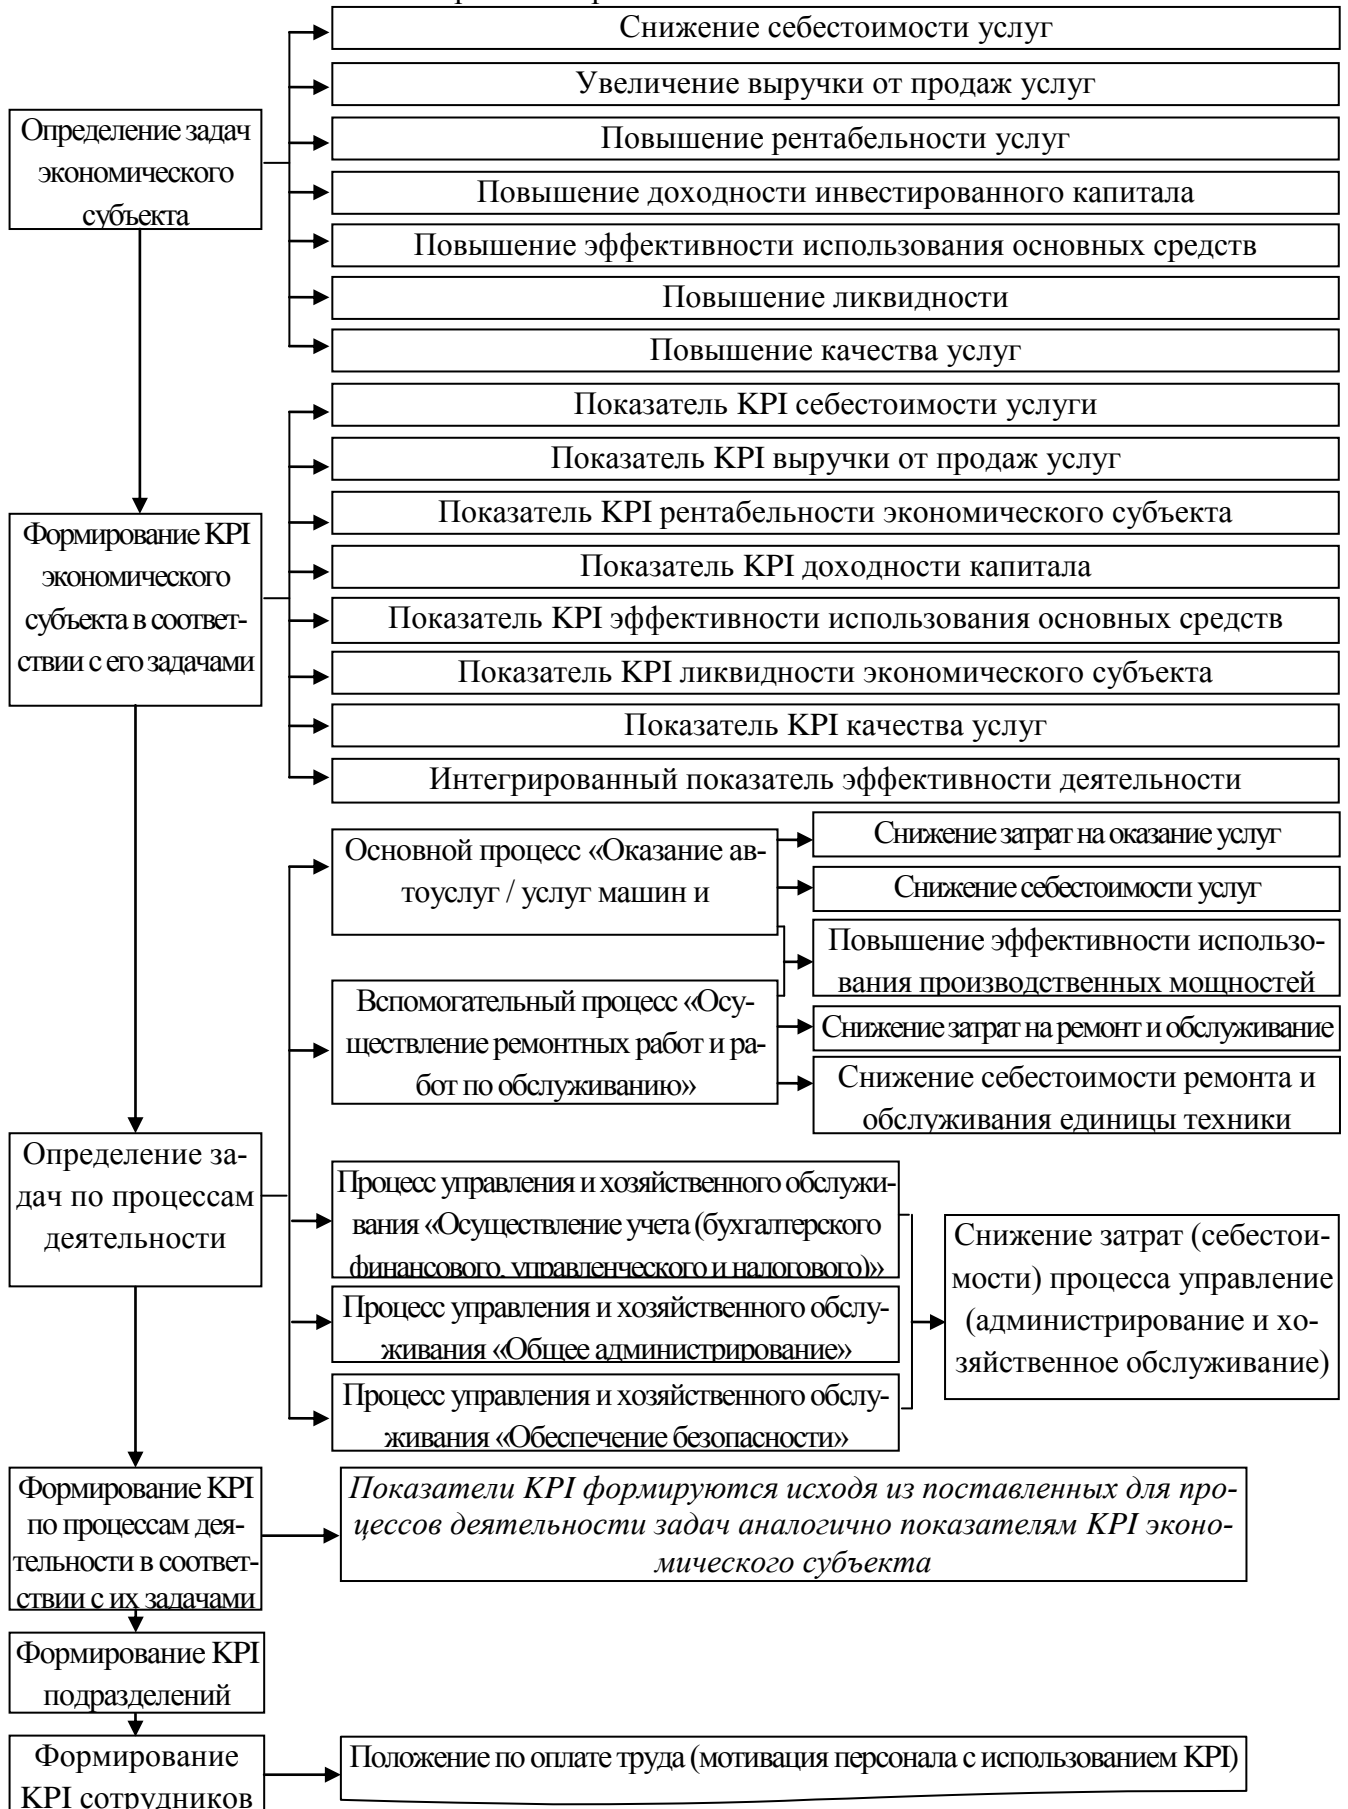 Снижение себестоимости услуг
Увеличение выручки от продаж услуг
Определение задач
экономического
субъекта
Повышение рентабельности услуг
Повышение доходности инвестированного капитала
Повышение эффективности использования основных средств
Повышение ликвидности
Повышение качества услуг
Показатель KPI себестоимости услуги
Показатель KPI выручки от продаж услуг
Показатель KPI рентабельности экономического субъекта
Формирование KPI
экономического
субъекта в соответ-
ствии с его задачами
Показатель KPI доходности капитала
Показатель KPI эффективности использования основных средств
Показатель KPI ликвидности экономического субъекта
Показатель KPI качества услуг
Интегрированный показатель эффективности деятельности
Основной процесс «Оказание ав-
тоуслуг / услуг машин и
Снижение затрат на оказание услуг
Снижение себестоимости услуг
Повышение эффективности использо-
вания производственных мощностей
Вспомогательный процесс «Осу-
ществление ремонтных работ и ра-
бот по обслуживанию»
Снижение затрат на ремонт и обслуживание
Снижение себестоимости ремонта и
обслуживания единицы техники
Определение за-
дач по процессам
деятельности
Процесс управления и хозяйственного обслужи-
вания «Осуществление учета (бухгалтерского
финансового, управленческого и налогового)»
Процесс управления и хозяйственного обслу-
живания «Общее администрирование»
Процесс управления и хозяйственного обслу-
живания «Обеспечение безопасности»
Снижение затрат (себестои-
мости) процесса управление
(администрирование и хо-
зяйственное обслуживание)
Формирование KPI
по процессам дея-
тельности в соответ-
ствии с их задачами
Показатели KPI формируются исходя из поставленных для про-
цессов деятельности задач аналогично показателям KPI эконо-
мического субъекта
Формирование KPI
подразделений
Формирование
KPI сотрудников
Положение по оплате труда (мотивация персонала с использованием KPI)